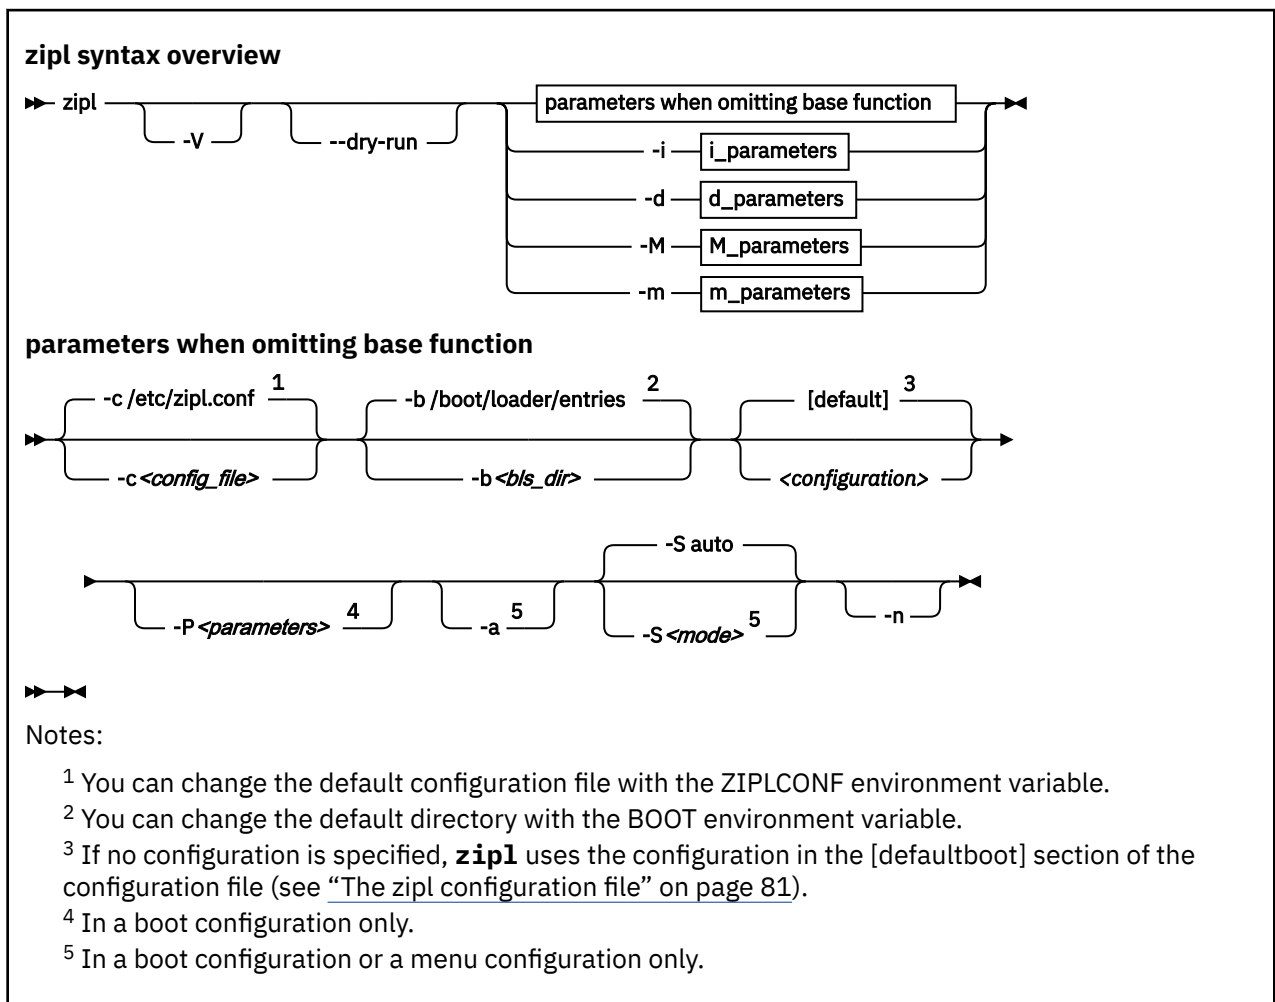 zipl syntax overview
zipl parameters when omitting base function
-V --dry-run
-i i_parameters
-d d_parameters
-M M_parameters
-m m_parameters
parameters when omitting base function
-c /etc/zipl.conf 1 -b /boot/loader/entries 2 [default] 3
-c <config_file> -b <bls_dir> <configuration>
-S auto
-P <parameters> 4 -a 5 -S <mode> 5 -n
Notes:
1 You can change the default configuration file with the ZIPLCONF environment variable.
2 You can change the default directory with the BOOT environment variable.
3 If no configuration is specified, zipl uses the configuration in the [defaultboot] section of the
configuration file (see “The zipl configuration file” on page 81).
4 In a boot configuration only.
5 In a boot configuration or a menu configuration only.